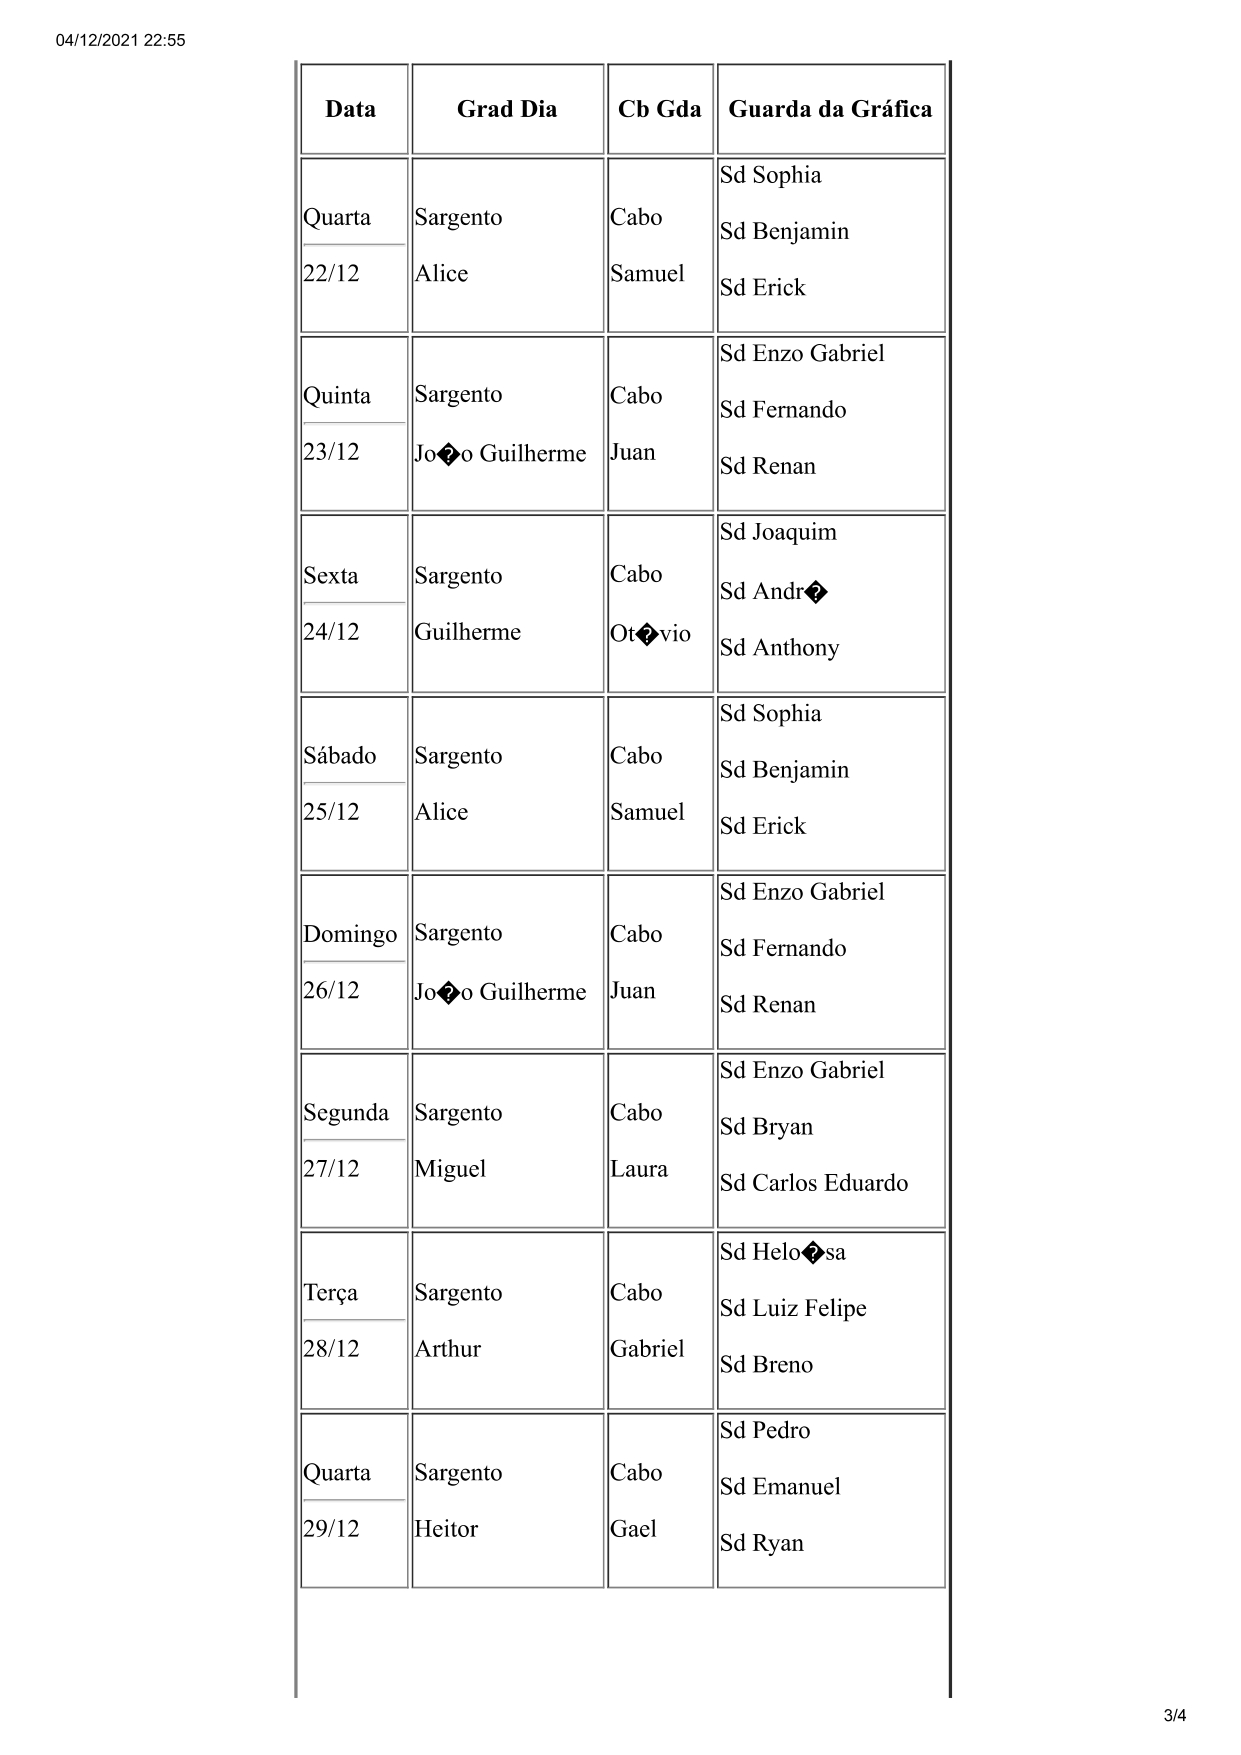 04/12/2021 22:55
Data Grad Dia Cb Gda Guarda da Gráfica
Quarta
22/12
Sargento
Alice
Cabo
Samuel
Sd Sophia
Sd Benjamin
Sd Erick
Quinta
23/12
Sargento
Jo�o Guilherme
Cabo
Juan
Sd Enzo Gabriel
Sd Fernando
Sd Renan
Sexta
24/12
Sargento
Guilherme
Cabo
Ot�vio
Sd Joaquim
Sd Andr�
Sd Anthony
Sábado
25/12
Sargento
Alice
Cabo
Samuel
Sd Sophia
Sd Benjamin
Sd Erick
Domingo
26/12
Sargento
Jo�o Guilherme
Cabo
Juan
Sd Enzo Gabriel
Sd Fernando
Sd Renan
Segunda
27/12
Sargento
Miguel
Cabo
Laura
Sd Enzo Gabriel
Sd Bryan
Sd Carlos Eduardo
Terça
28/12
Sargento
Arthur
Cabo
Gabriel
Sd Helo�sa
Sd Luiz Felipe
Sd Breno
Quarta
29/12
Sargento
Heitor
Cabo
Gael
Sd Pedro
Sd Emanuel
Sd Ryan
3/4